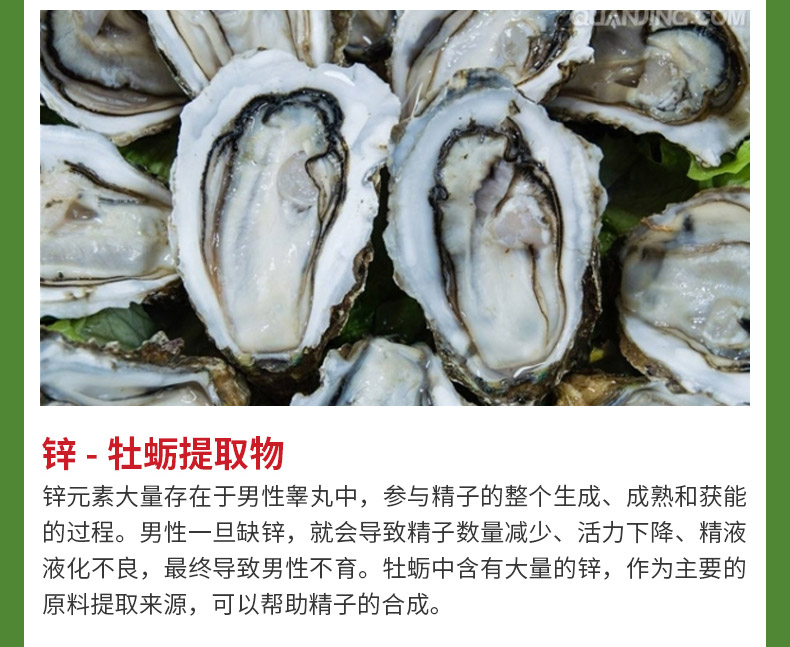 QUANJING.COM
锌 - 牡蛎提取物
锌元素大量存在于男性睾丸中，参与精子的整个生成、成熟和获能
的过程。男性一旦缺锌，就会导致精子数量减少、活力下降、精液
液化不良，最终导致男性不育。牡蛎中含有大量的锌，作为主要的
原料提取来源，可以帮助精子的合成。